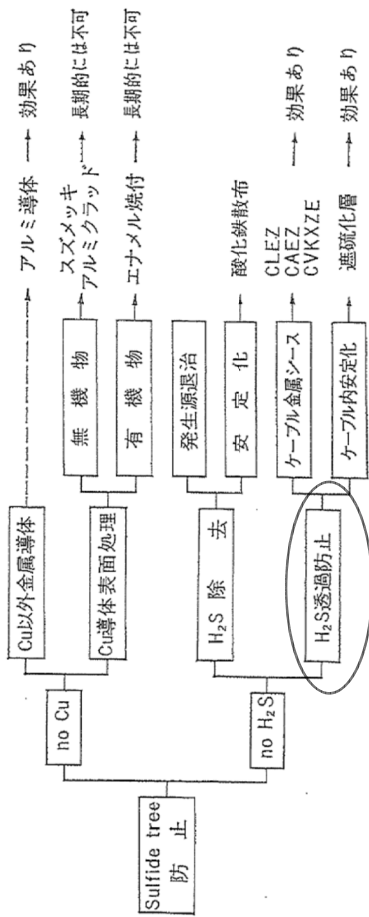 Sulfide tree
防止
no Cu
Cu以外金属導体
アルミ導体
効果あり
Cu導体表面処理
無機物
スズメッキ
アルミクラッド
長期的には不可
有機物
エナメル焼付
長期的には不可
no H₂S
H₂S除去
発生源退治
安定化
酸化鉄散布
H₂S透過防止
ケーブル金属シース
CLEZ
CAEZ
CVKXZE
効果あり
ケーブル内安定化
遮硫化層
効果あり